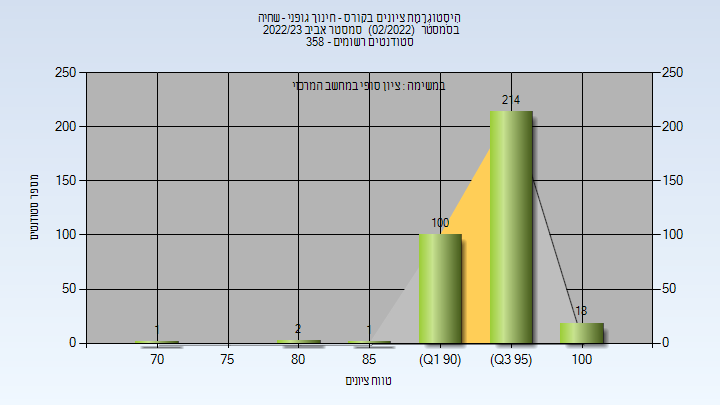 היסטוגרמת ציונים בקורס - חינוך גופני - שחיה
בסמסטר (02/2022) סמסטר אביב 2022/23
סטודנטים רשומים - 358
במשימה : ציון סופי במחשב המרכזי
250 250
200 200
150 150
100 100
50 50
0 0
1 2 1 100 214 18
70 75 80 85 (Q1 90) (Q3 95) 100
מספר סטודנטים
טווח ציונים